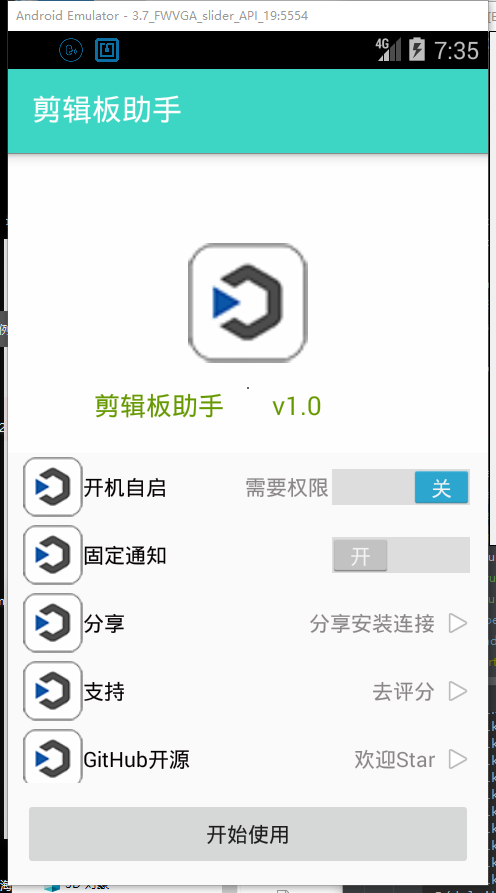 Android Emulator - 3.7_FWVGA_slider_API_19:5554
4G 7:35
剪辑板助手
剪辑板助手 v1.0
开机自启 需要权限 关
固定通知 开
分享 分享安装连接
支持 去评分
GitHub开源 欢迎Star
开始使用